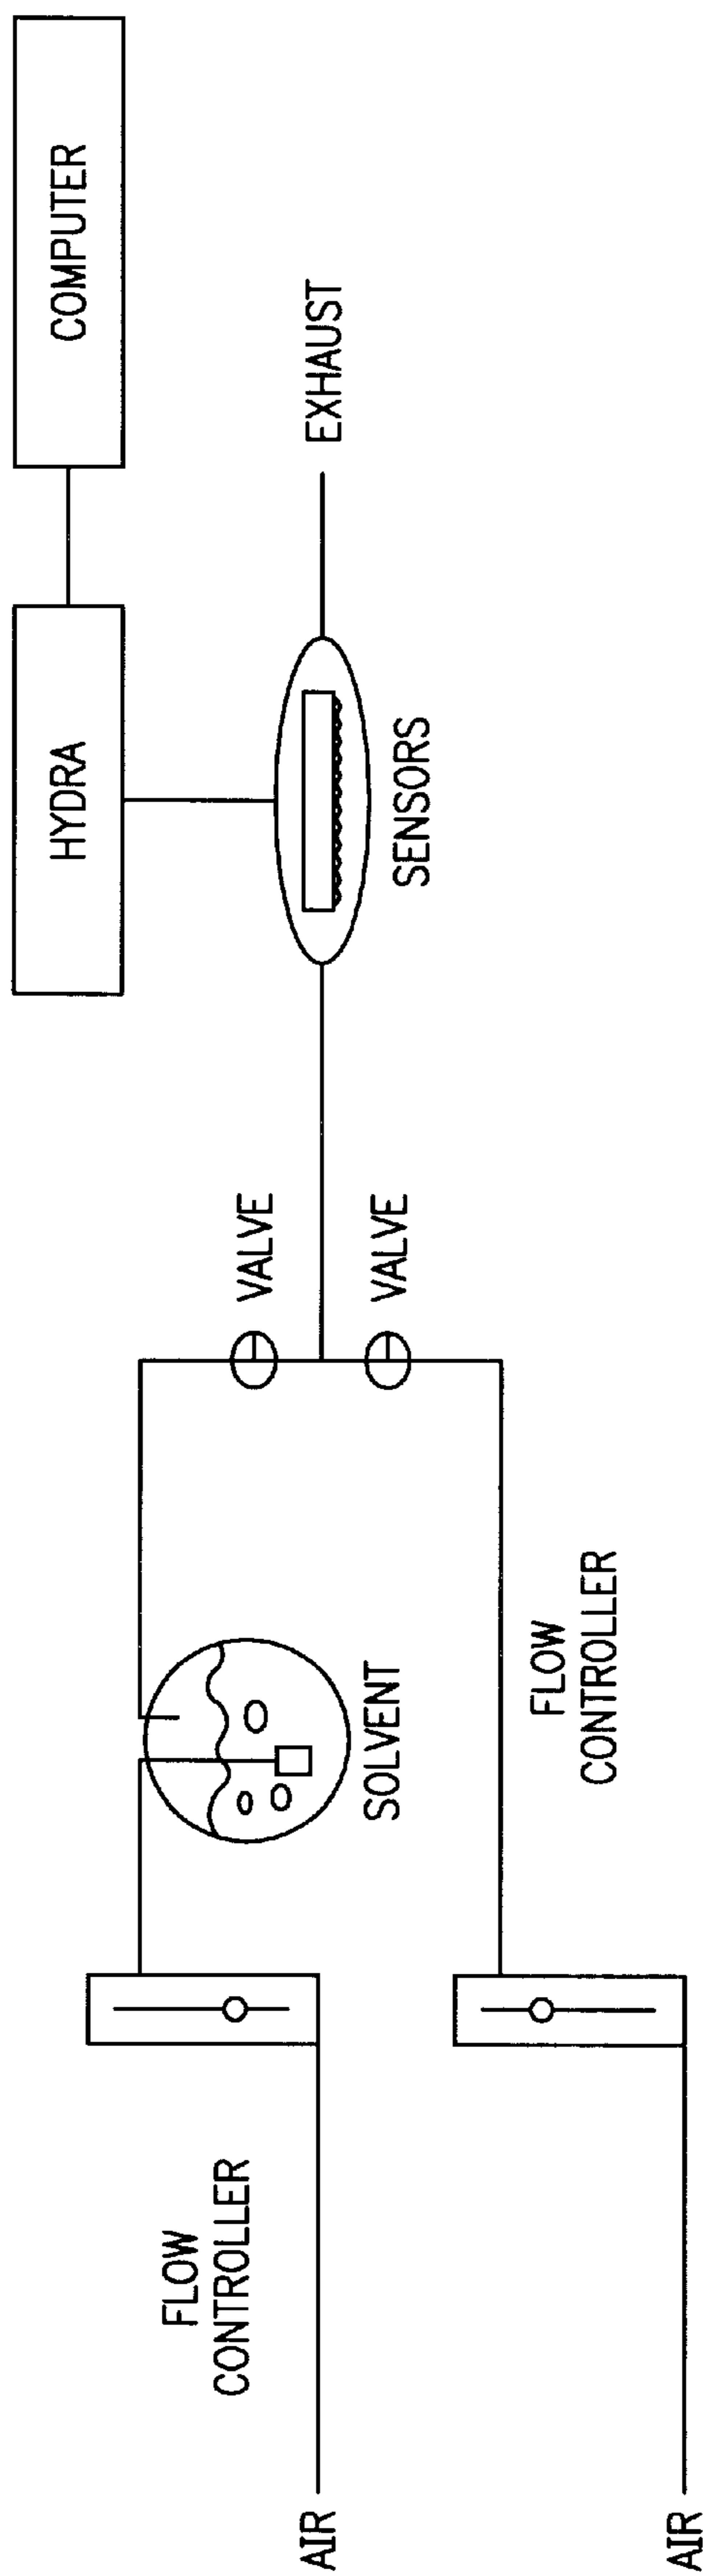 COMPUTER
HYDRA
EXHAUST
SENSORS
VALVE
VALVE
SOLVENT
FLOW
CONTROLLER
FLOW
CONTROLLER
AIR
AIR